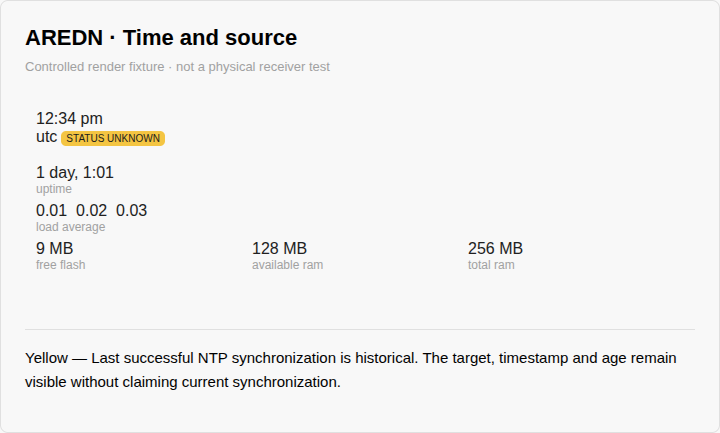 AREDN · Time and source
Controlled render fixture · not a physical receiver test
12:34 pm
utc STATUS UNKNOWN
1 day, 1:01
uptime
0.01 0.02 0.03
load average
9 MB 128 MB 256 MB
free flash available ram total ram
Yellow — Last successful NTP synchronization is historical. The target, timestamp and age remain
visible without claiming current synchronization.